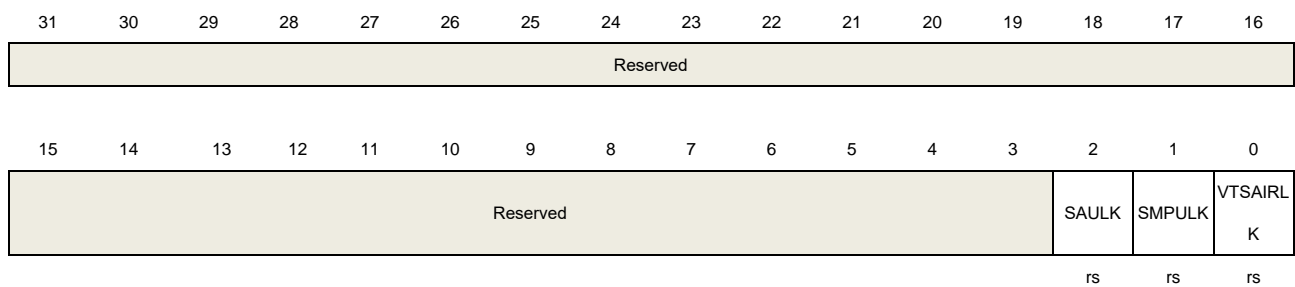 31 30 29 28 27 26 25 24 23 22 21 20 19 18 17 16
Reserved
15 14 13 12 11 10 9 8 7 6 5 4 3 2 1 0
Reserved SAULK SMPULK VTSAIRL
K
rs rs rs